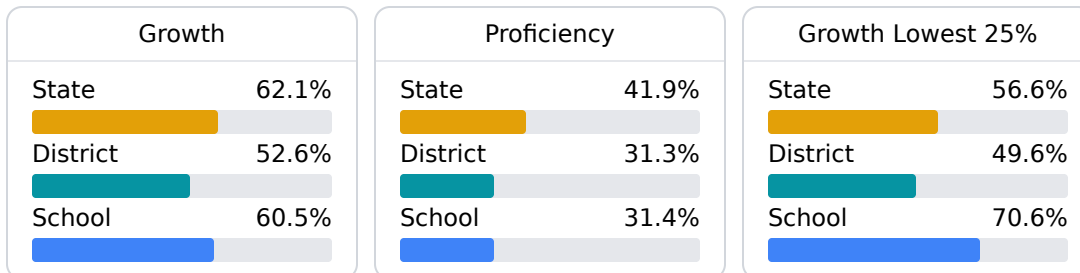 Growth
State 62.1%
District 52.6%
School 60.5%
Proficiency
State 41.9%
District 31.3%
School 31.4%
Growth Lowest 25%
State 56.6%
District 49.6%
School 70.6%